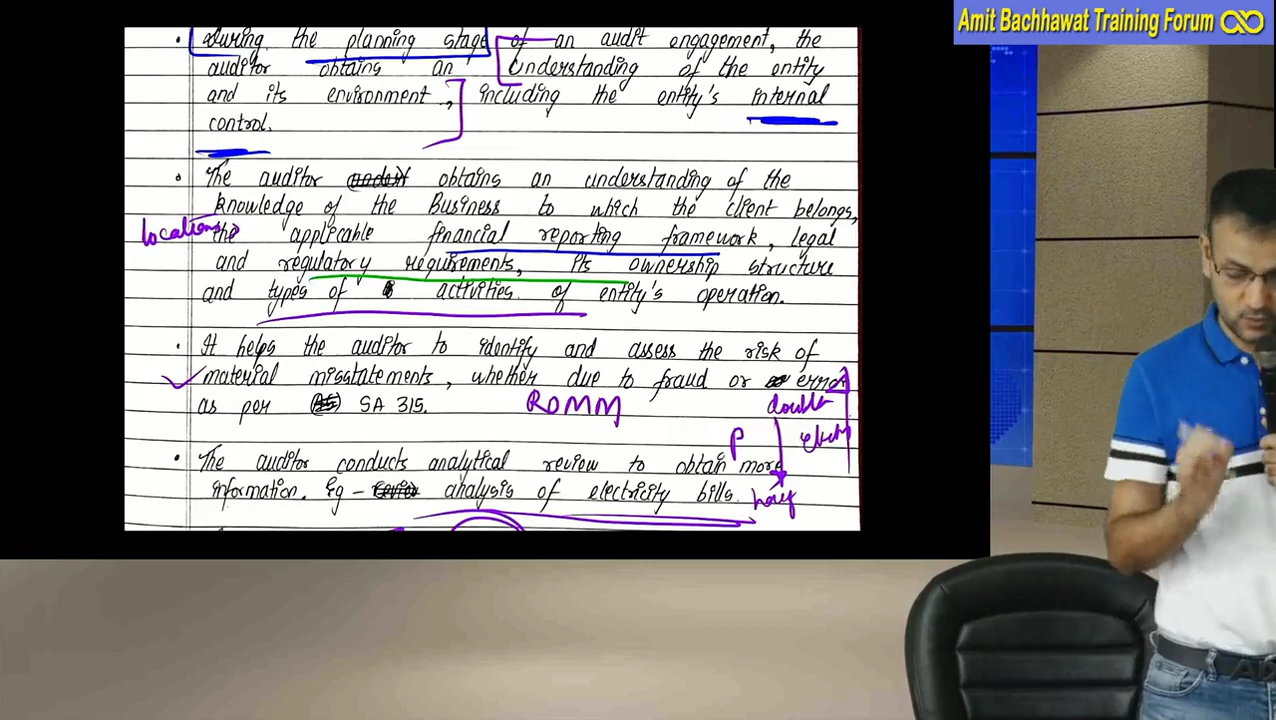 Amit Bachhawat Training Forum
• During the planning stage of an audit engagement, the
auditor obtains an understanding of the entity
and its environment, including the entity's internal
control.
• The auditor obtains an understanding of the
knowledge of the Business to which the client belongs,
locations
the applicable financial reporting framework, legal
and regulatory requirements, its ownership structure
and types of activities of entity's operation.
• It helps the auditor to identify and assess the risk of
material misstatements, whether due to fraud or error
as per SA 315.
ROMM
double
P
• The auditor conducts analytical review to obtain more
information. Eg - analysis of electricity bills.
half